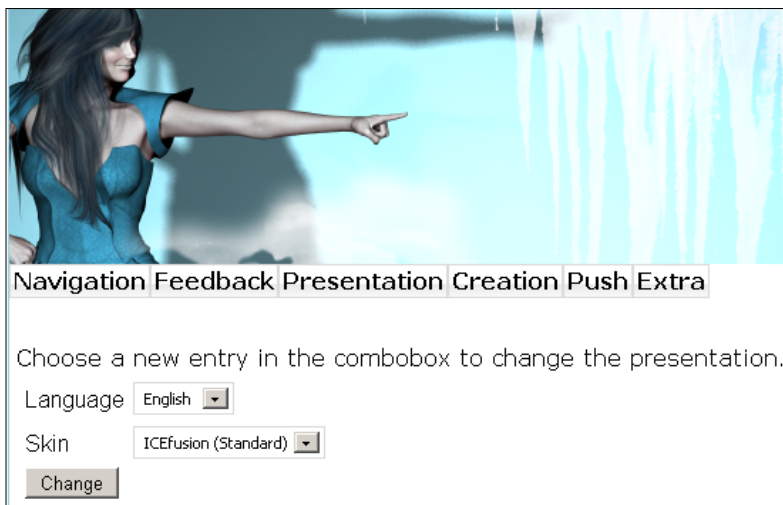 Navigation Feedback Presentation Creation Push Extra
Choose a new entry in the combobox to change the presentation.
Language English
Skin ICEfusion (Standard)
Change